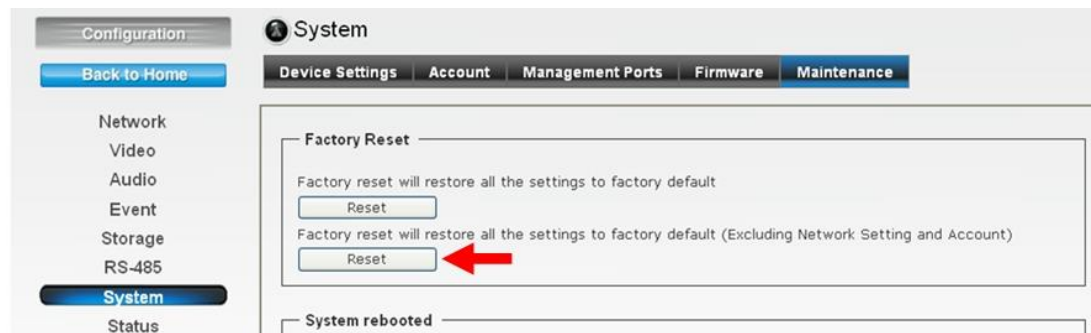 Configuration
System
Back to Home
Device Settings Account Management Ports Firmware Maintenance
Network
Video
Audio
Event
Storage
RS-485
System
Status
Factory Reset
Factory reset will restore all the settings to factory default
Reset
Factory reset will restore all the settings to factory default (Excluding Network Setting and Account)
Reset
System rebooted